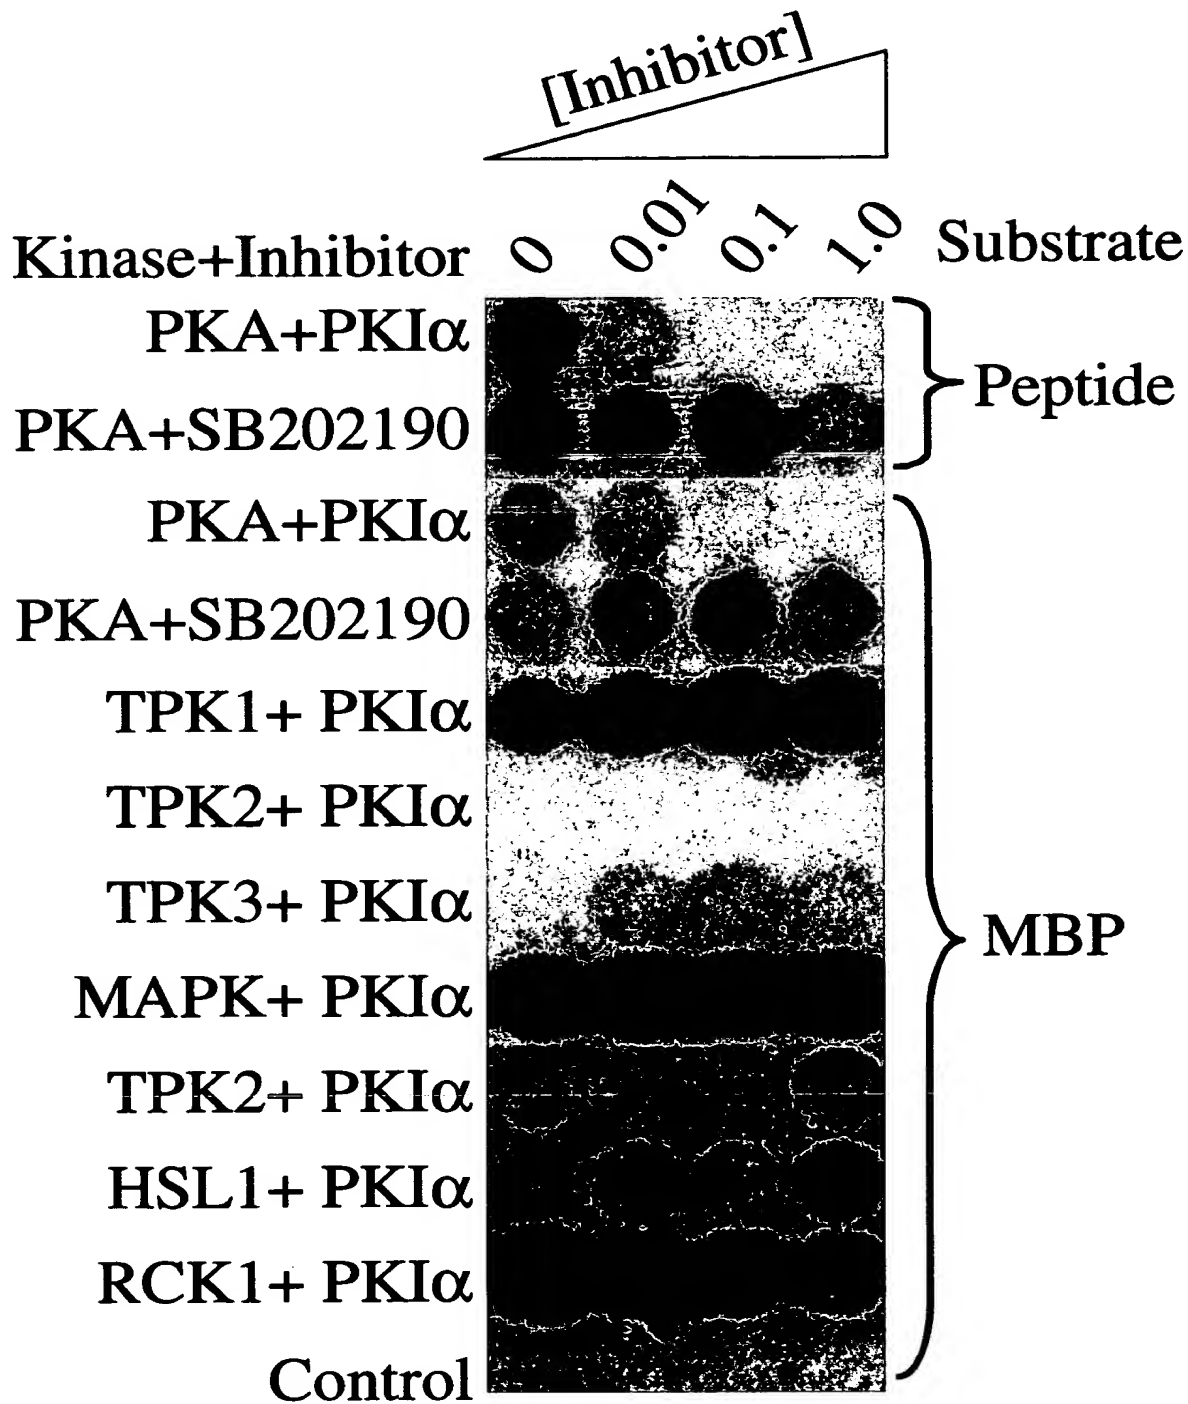 [Inhibitor]
Kinase+Inhibitor 0 0.01 0.1 1.0 Substrate
PKA+PKIα
PKA+SB202190
Peptide
PKA+PKIα
PKA+SB202190
TPK1+ PKIα
TPK2+ PKIα
TPK3+ PKIα
MAPK+ PKIα
TPK2+ PKIα
HSL1+ PKIα
RCK1+ PKIα
Control
MBP